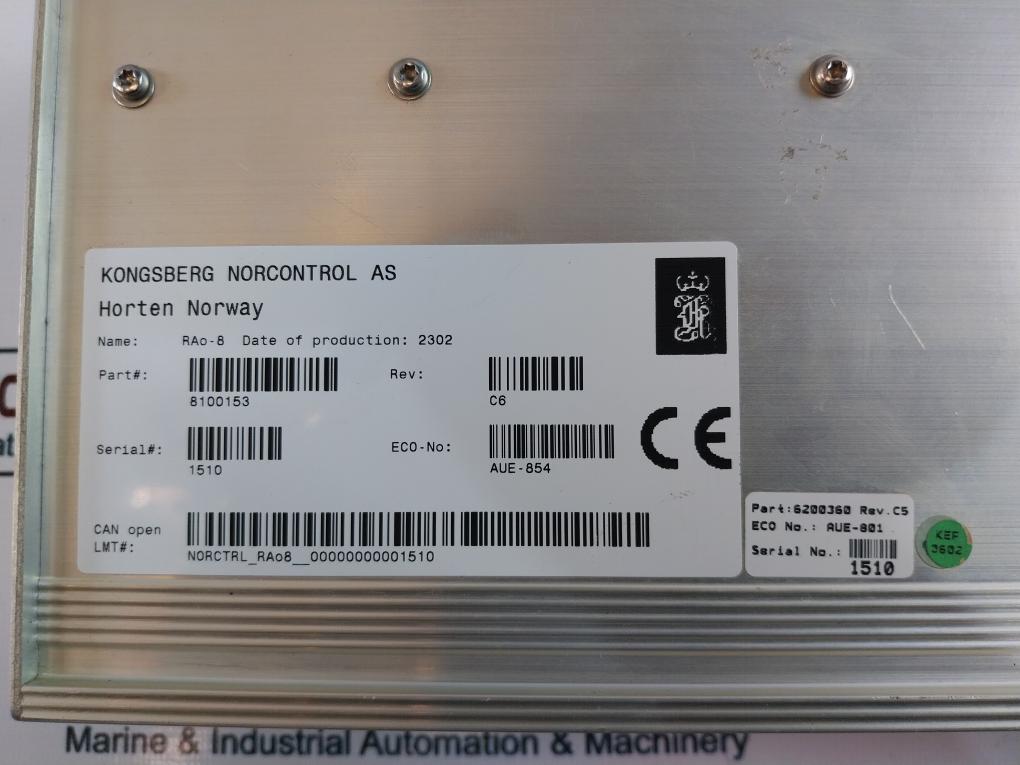 KONGSBERG NORCONTROL AS
Horten Norway
Name: RAo-8 Date of production: 2302
Part#: Rev:
8100153 C6
Serial#: ECO-No:
1510 AUE-854
CE
CAN open
LMT#:
NORCTRL_RAo8__00000000001510
Part:6200360 Rev.C5
ECO No.: AUE-801
Serial No.:
1510
KEF
3602
Marine & Industrial Automation & Machinery